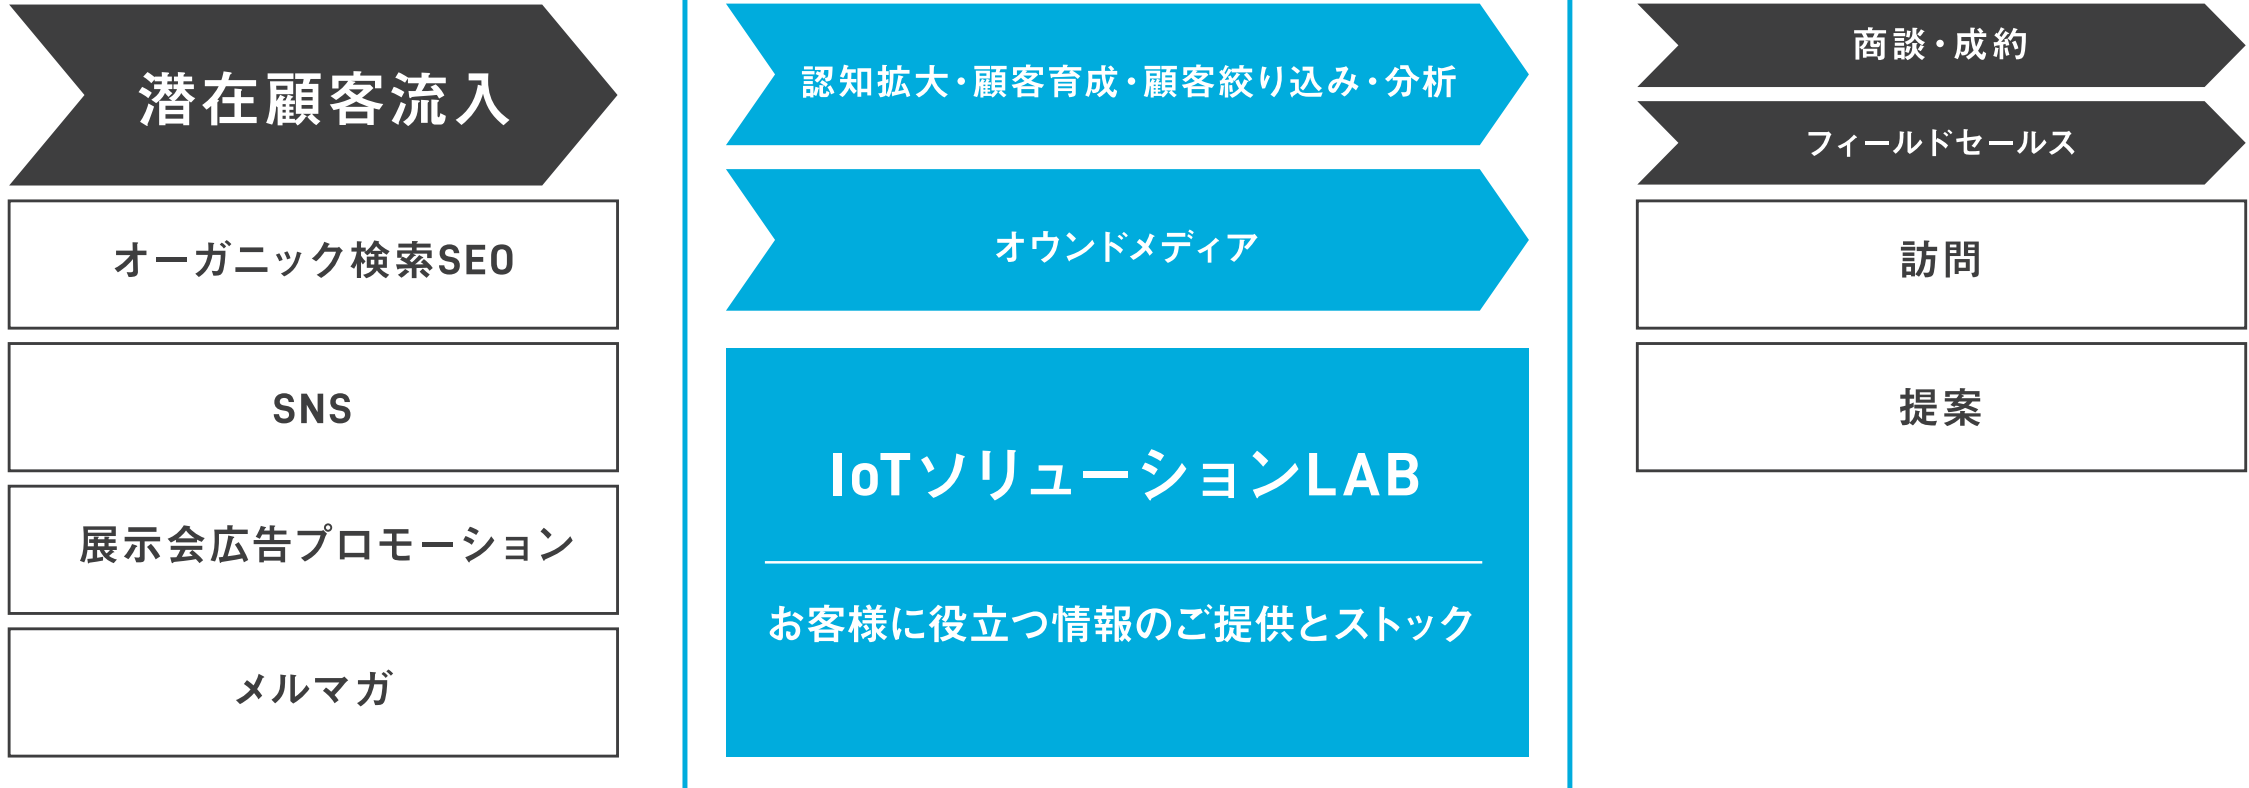 潜在顧客流入
オーガニック検索SEO
SNS
展示会広告プロモーション
メルマガ
認知拡大・顧客育成・顧客絞り込み・分析
オウンドメディア
IoTソリューションLAB
お客様に役立つ情報のご提供とストック
商談・成約
フィールドセールス
訪問
提案